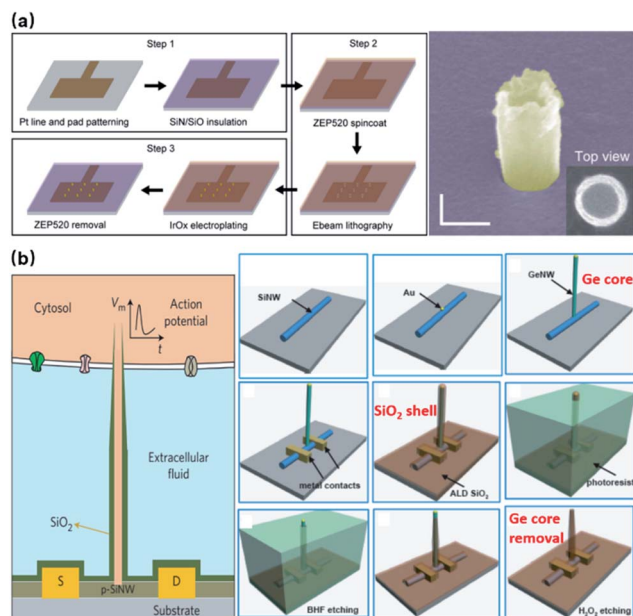 (a)
Step 1
Step 2
Pt line and pad patterning
SiN/SiO insulation
ZEP520 spincoat
Step 3
ZEP520 removal
IrOx electroplating
Ebeam lithography
Top view
(b)
Cytosol
Vm
Action
potential
t
Extracellular
fluid
SiO2
S
D
p-SiNW
Substrate
SiNW
Au
GeNW
Ge core
metal contacts
SiO2 shell
ALD SiO2
photoresist
BHF etching
Ge core
removal
H2O2 etching